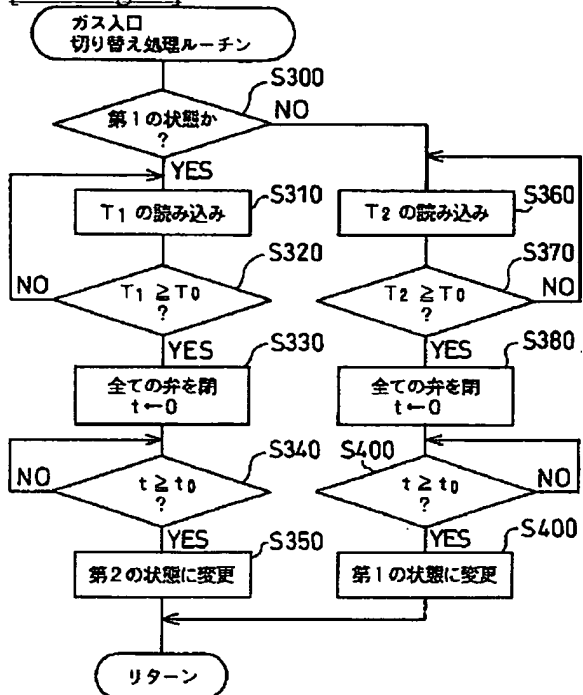 ガス入口
切り替え処理ルーチン
S300
第1の状態か
?
NO
YES
S310
T1 の読み込み
S320
T1 ≧ T0
?
NO
YES
S330
全ての弁を閉
t←0
S340
t ≧ t0
?
NO
YES
S350
第2の状態に変更
S360
T2 の読み込み
S370
T2 ≧ T0
?
NO
YES
S380
全ての弁を閉
t←0
S400
t ≧ t0
?
NO
YES
S400
第1の状態に変更
リターン